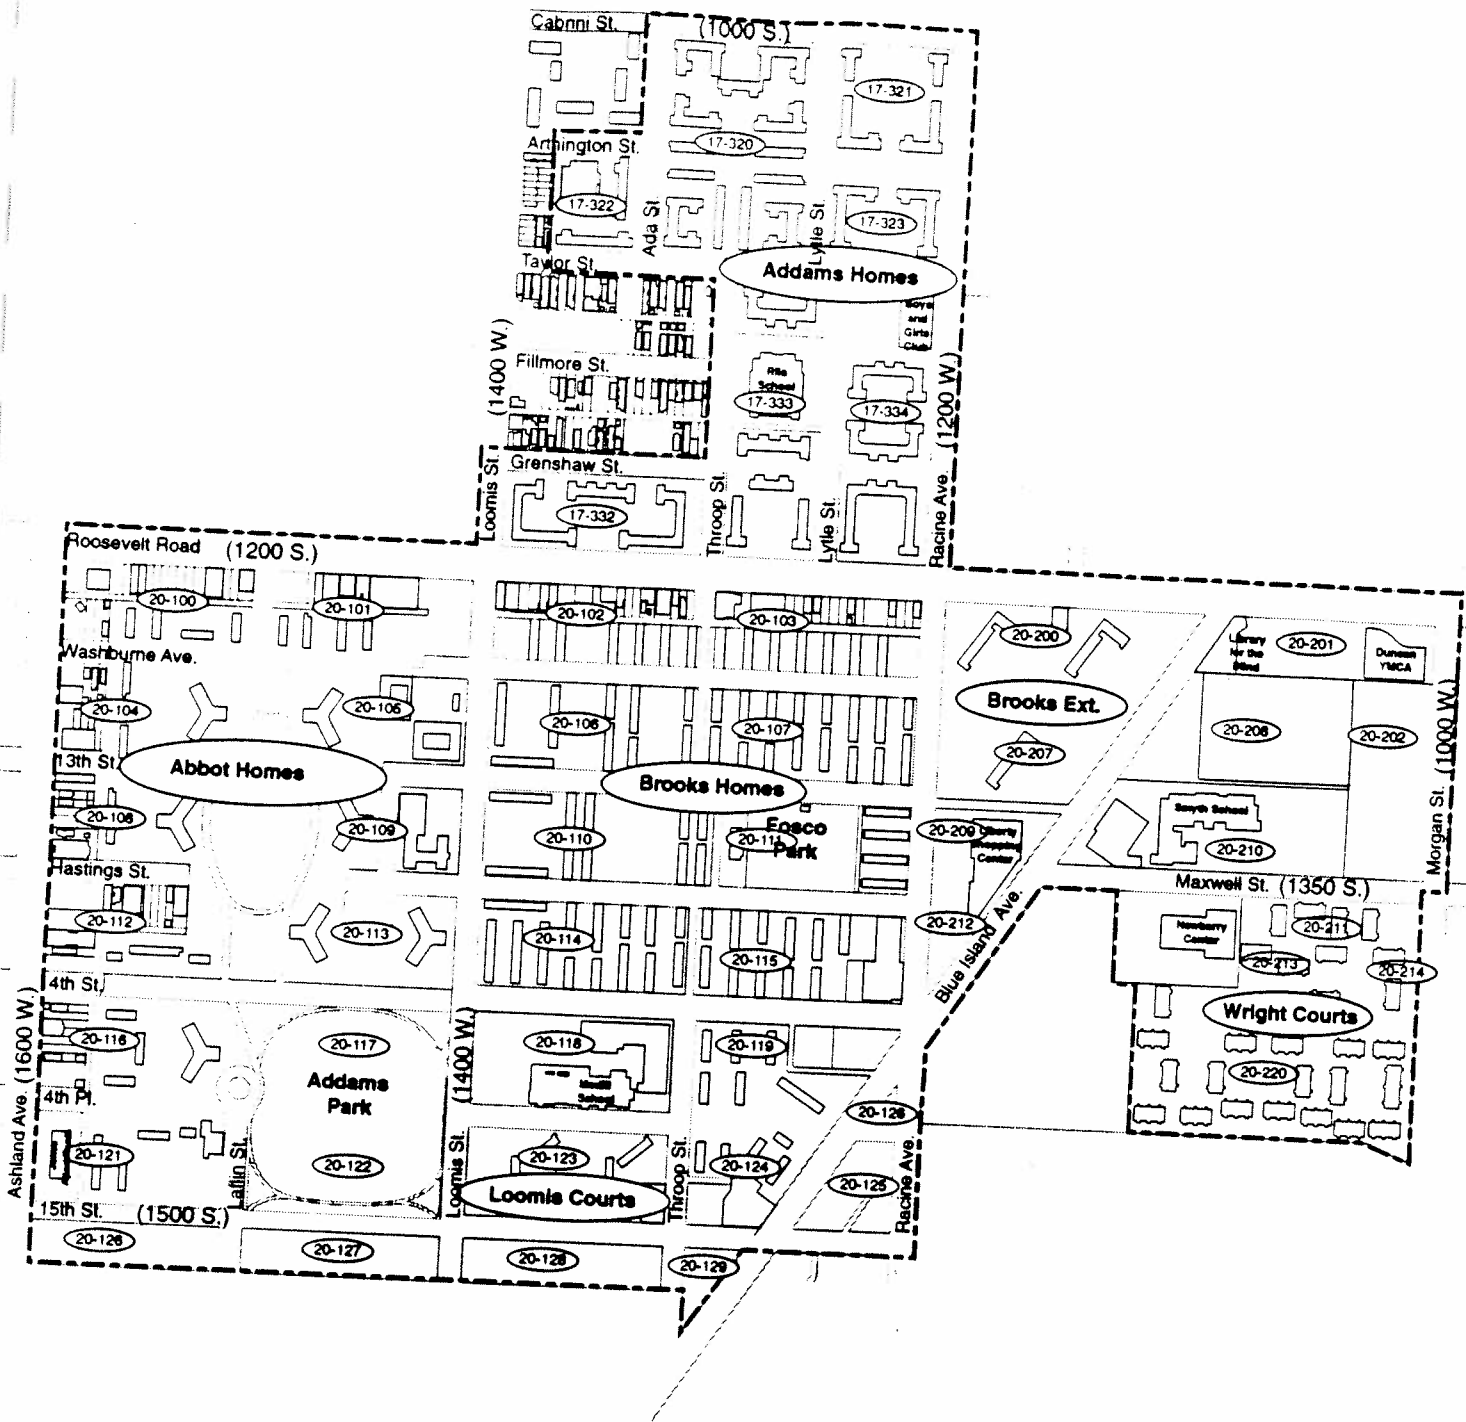 Cabrini St.
(1000 S.)
17-321
Arthington St.
17-320
17-322
Ada St.
Lytle St.
17-323
Taylor St.
Addams Homes
Boys
and
Girls
Club
(1400 W.)
Fillmore St.
School
17-333
17-334
(1200 W.)
Loomis St.
Grenshaw St.
17-332
Throop St.
Lytle St.
Racine Ave.
Roosevelt Road
(1200 S.)
20-100
20-101
20-102
20-103
20-200
20-201
Library
for the
Blind
Duncan
YMCA
Washburne Ave.
20-104
20-105
20-106
20-107
Brooks Ext.
20-207
20-206
20-202
(1000 W.)
Morgan St.
13th St.
Abbot Homes
Brooks Homes
20-108
20-109
20-110
20-111
Fosco
Park
20-209
Liberty
Shopping
Center
Smyth School
20-210
Hastings St.
Maxwell St. (1350 S.)
20-112
20-113
20-114
20-115
20-212
Blue Island Ave.
Newberry
Center
20-211
20-213
20-214
4th St.
Wright Courts
Ashland Ave. (1600 W.)
20-116
20-117
(1400 W.)
20-118
20-119
20-220
Addams
Park
Medill
School
4th Pl.
20-126
20-121
Laflin St.
20-122
Loomis St.
20-123
Throop St.
20-124
20-125
Racine Ave.
Loomis Courts
15th St.
(1500 S.)
20-126
20-127
20-128
20-129